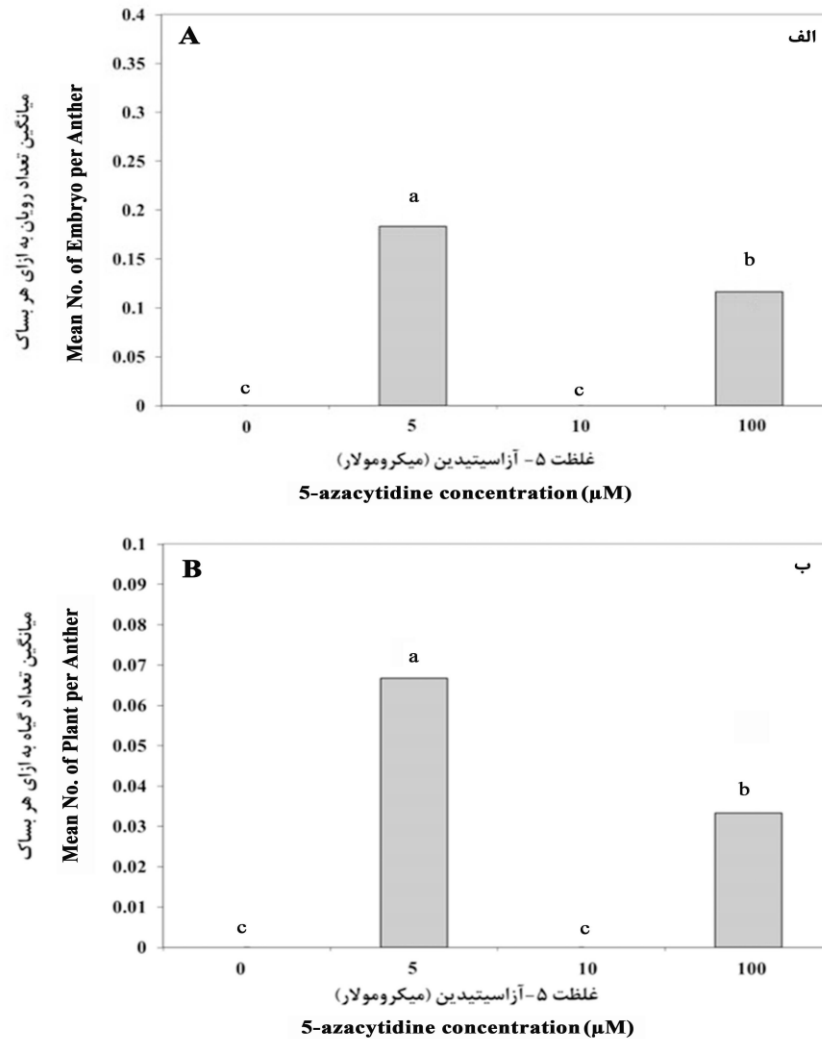 A
الف
0.4
0.35
0.3
0.25
0.2
0.15
0.1
0.05
0
میانگین تعداد رویان به ازای هر بساک
Mean No. of Embryo per Anther
c
a
c
b
0 5 10 100
غلظت ۵- آزاسیتیدین (میکرومولار)
5-azacytidine concentration (µM)
B
ب
0.1
0.09
0.08
0.07
0.06
0.05
0.04
0.03
0.02
0.01
0
میانگین تعداد گیاه به ازای هر بساک
Mean No. of Plant per Anther
c
a
c
b
0 5 10 100
غلظت ۵-آزاسیتیدین (میکرومولار)
5-azacytidine concentration (µM)